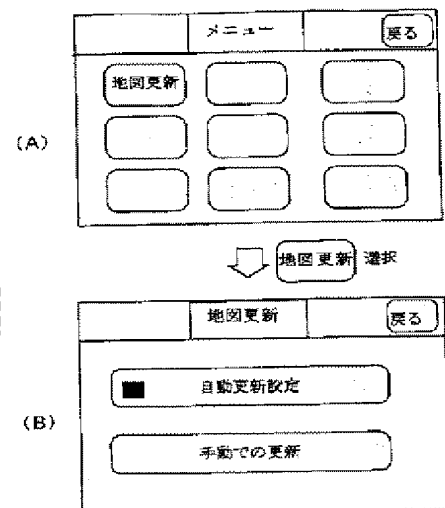 メニュー 戻る
地図更新
(A)
地図更新 選択
地図更新 戻る
自動更新設定
(B)
手動での更新